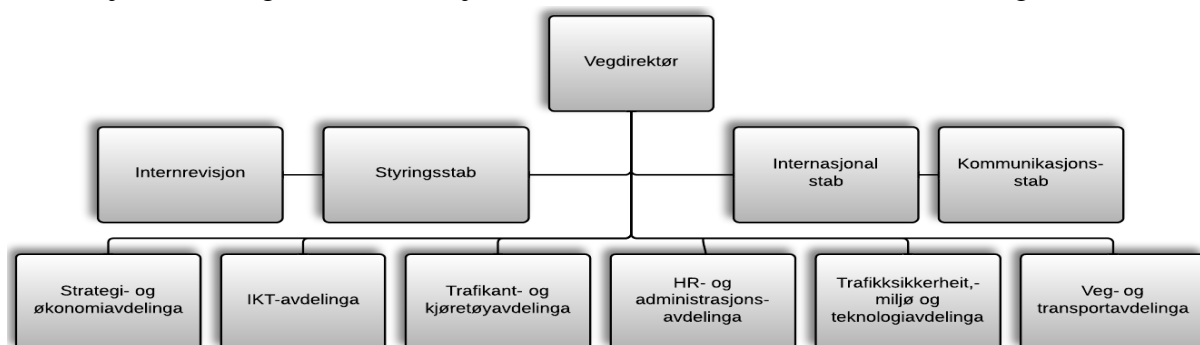 Vegdirektør
Internrevisjon
Styringsstab
Internasjonal
stab
Kommunikasjons-
stab
Strategi- og
økonomiavdelinga
IKT-avdelinga
Trafikant- og
kjøretøyavdelinga
HR- og
administrasjons-
avdelinga
Trafikksikkerheit,-
miljø og
teknologiavdelinga
Veg- og
transportavdelinga